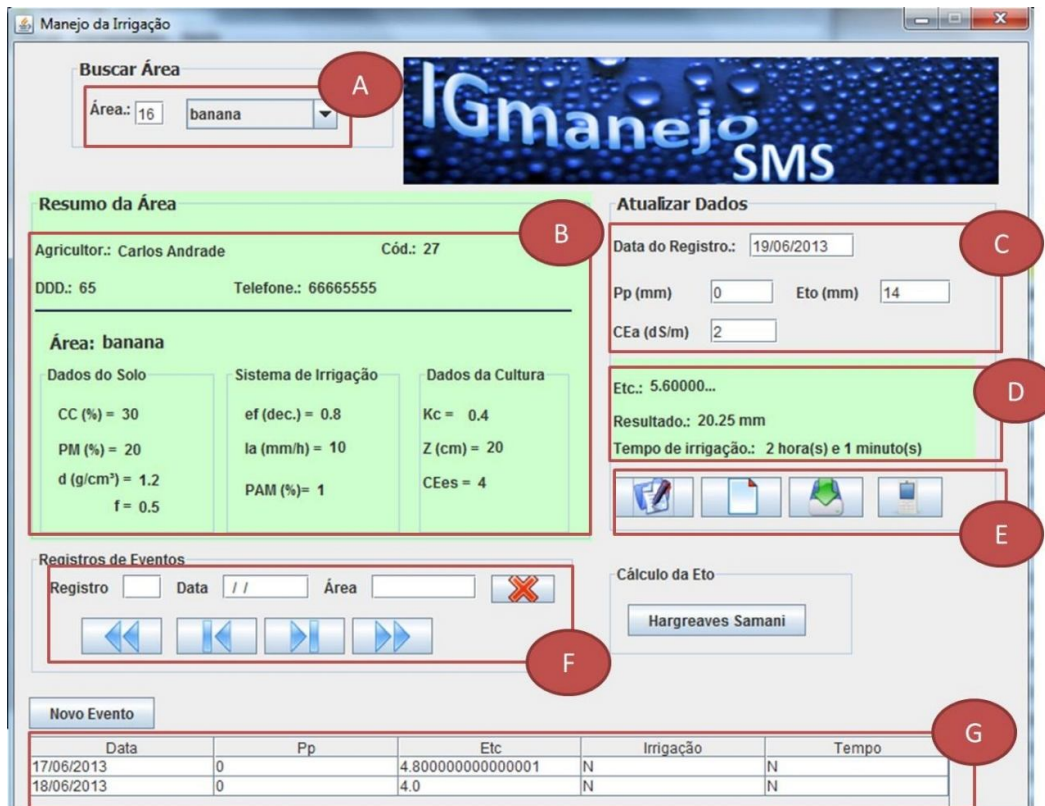 Manejo da Irrigação
Buscar Área
A
Área.: 16 banana
IGmanejo
SMS
Resumo da Área
B
Agricultor.: Carlos Andrade Cód.: 27
DDD.: 65 Telefone.: 66665555
Área: banana
Dados do Solo
CC (%) = 30
PM (%) = 20
d (g/cm³) = 1.2
f = 0.5
Sistema de Irrigação
ef (dec.) = 0.8
Ia (mm/h) = 10
PAM (%)= 1
Dados da Cultura
Kc = 0.4
Z (cm) = 20
CEes = 4
Atualizar Dados
C
Data do Registro.: 19/06/2013
Pp (mm) 0 Eto (mm) 14
CEa (dS/m) 2
D
Etc.: 5.60000...
Resultado.: 20.25 mm
Tempo de irrigação.: 2 hora(s) e 1 minuto(s)
E
Registros de Eventos
Registro Data / / Área
F
Cálculo da Eto
Hargreaves Samani
Novo Evento
G
Data Pp Etc Irrigação Tempo
17/06/2013 0 4.800000000000001 N N
18/06/2013 0 4.0 N N